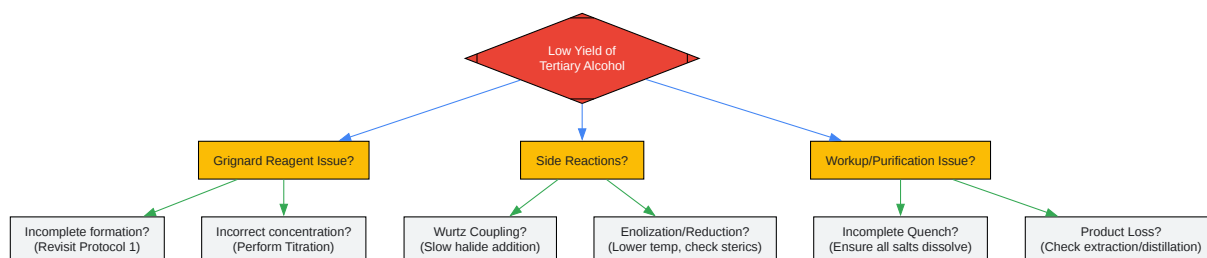 Low Yield of
Tertiary Alcohol
Grignard Reagent Issue?
Side Reactions?
Workup/Purification Issue?
Incomplete formation?
(Revisit Protocol 1)
Incorrect concentration?
(Perform Titration)
Wurtz Coupling?
(Slow halide addition)
Enolization/Reduction?
(Lower temp, check sterics)
Incomplete Quench?
(Ensure all salts dissolve)
Product Loss?
(Check extraction/distillation)